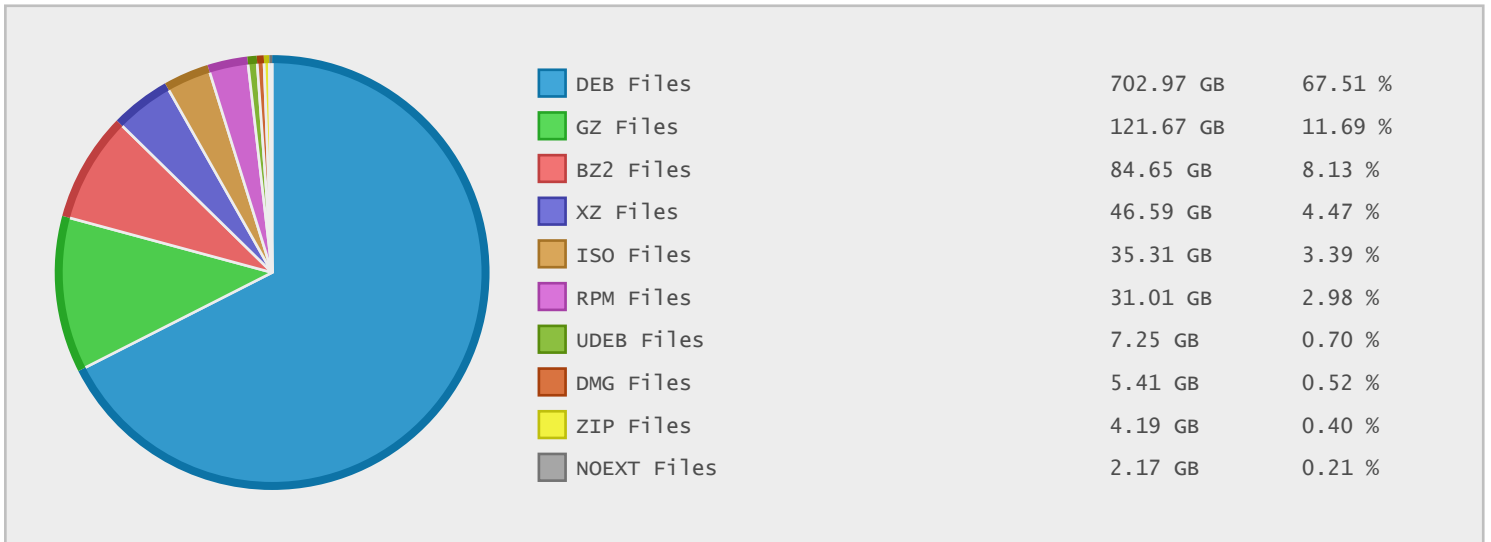 DEB Files 702.97 GB 67.51 %
GZ Files 121.67 GB 11.69 %
BZ2 Files 84.65 GB 8.13 %
XZ Files 46.59 GB 4.47 %
ISO Files 35.31 GB 3.39 %
RPM Files 31.01 GB 2.98 %
UDEB Files 7.25 GB 0.70 %
DMG Files 5.41 GB 0.52 %
ZIP Files 4.19 GB 0.40 %
NOEXT Files 2.17 GB 0.21 %